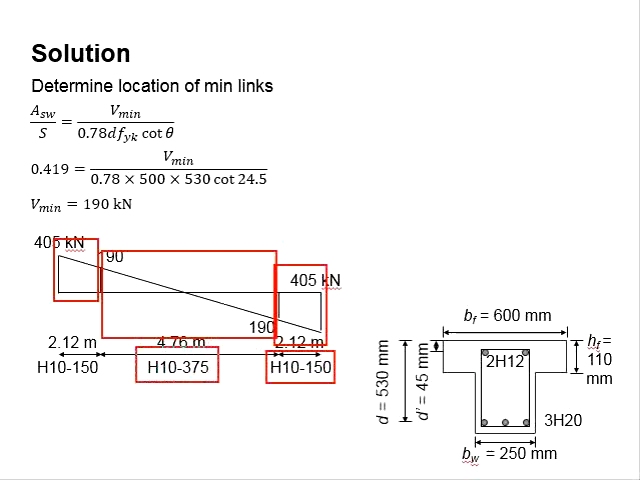 Solution
Determine location of min links
A_sw/S = V_min/(0.78df_yk cot θ)
0.419 = V_min/(0.78 × 500 × 530 cot 24.5)
V_min = 190 kN
405 kN
90
405 kN
190
2.12 m 4.76 m 2.12 m
H10-150 H10-375 H10-150
b_f = 600 mm
h_f = 110 mm
d = 530 mm
d' = 45 mm
2H12
3H20
b_w = 250 mm